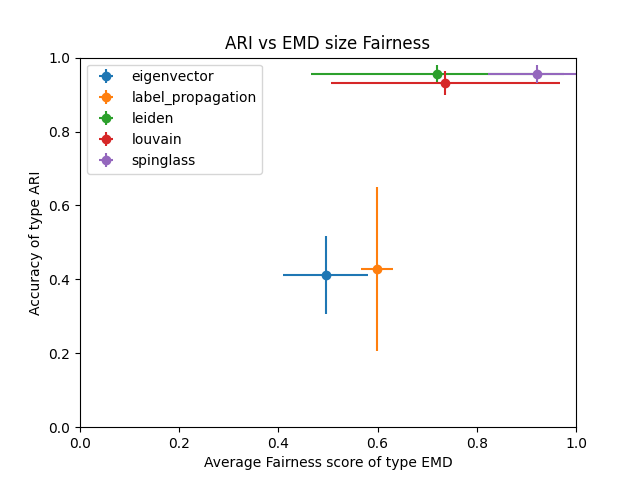 ARI vs EMD size Fairness
eigenvector
label_propagation
leiden
louvain
spinglass
Accuracy of type ARI
1.0
0.8
0.6
0.4
0.2
0.0
0.0 0.2 0.4 0.6 0.8 1.0
Average Fairness score of type EMD